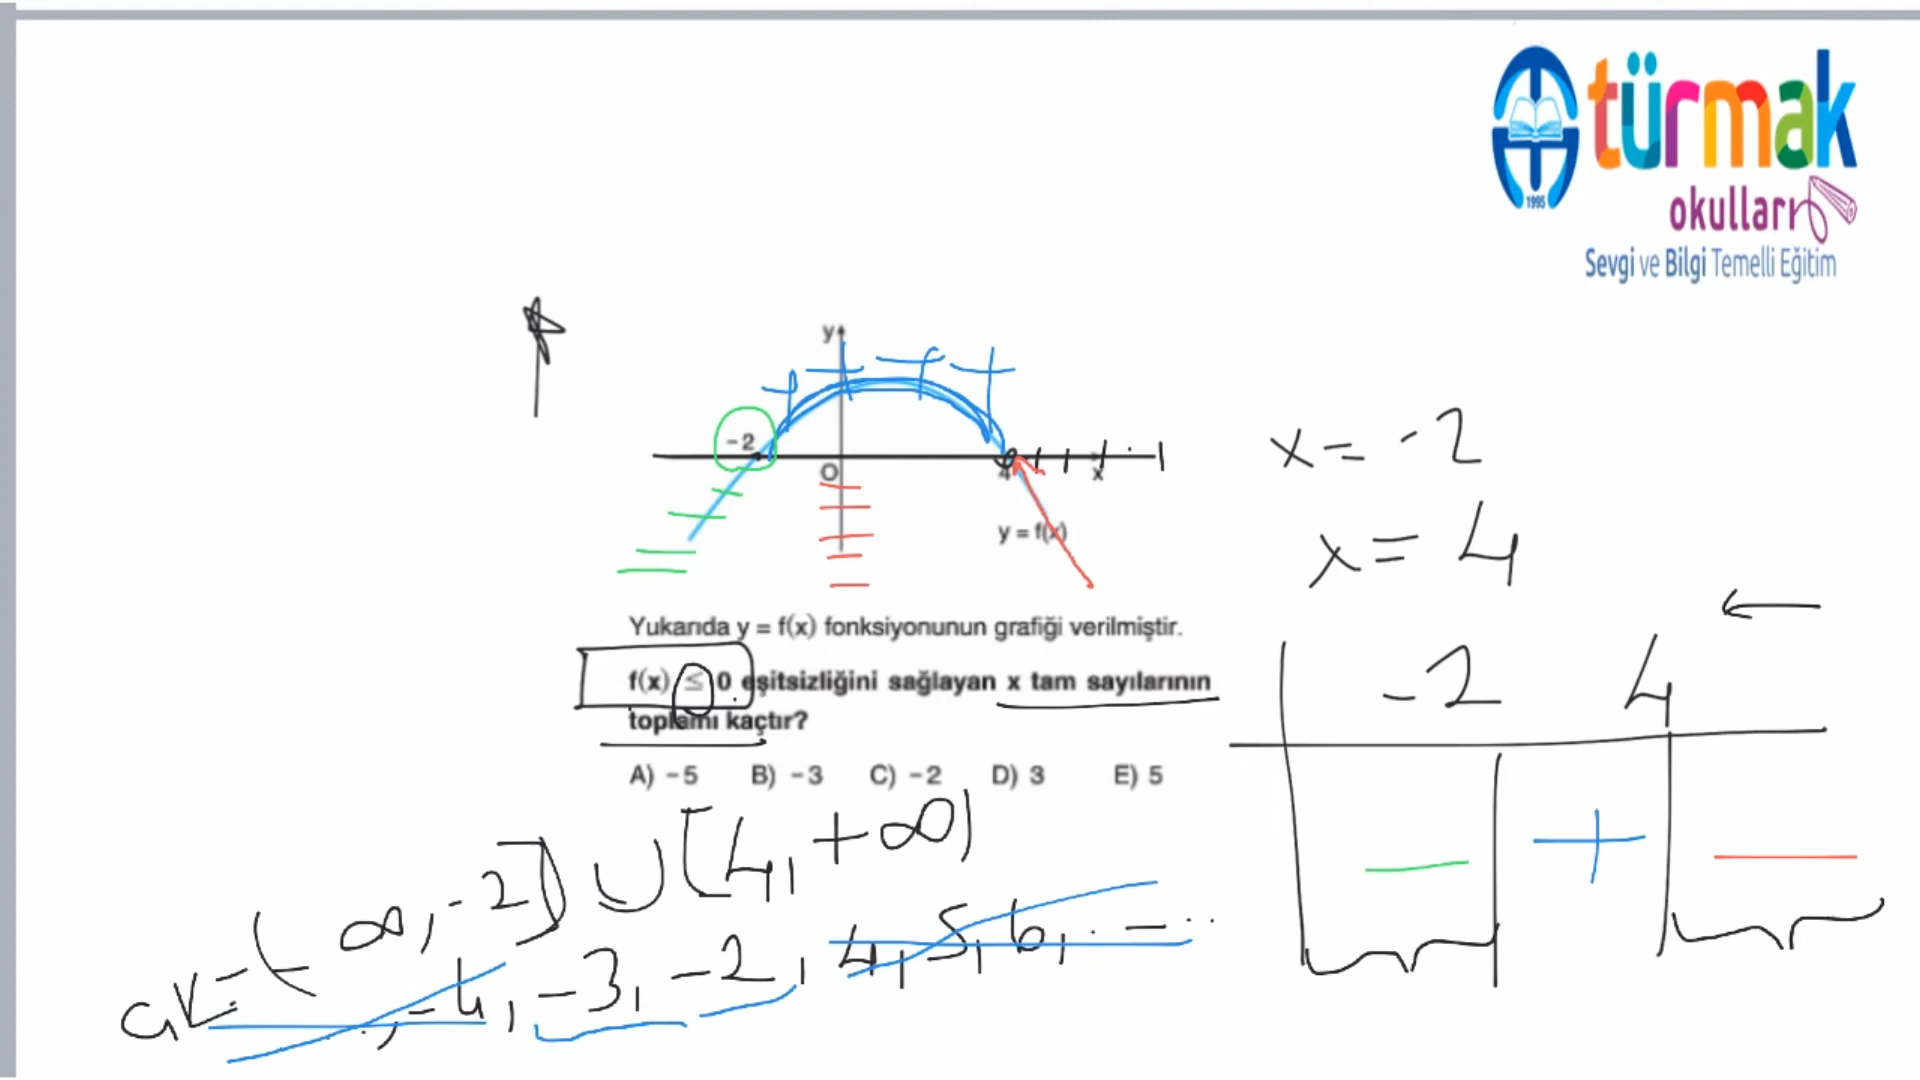 türmak
okulları
1995
Sevgi ve Bilgi Temelli Eğitim
y
-2
O
4
x
y = f(x)
x = -2
x = 4
Yukarıda y = f(x) fonksiyonunun grafiği verilmiştir.
f(x) ≤ 0 eşitsizliğini sağlayan x tam sayılarının
toplamı kaçtır?
A) -5 B) -3 C) -2 D) 3 E) 5
-2 4
- + -
ÇK = (-∞, -2] ∪ [4, +∞)
-4, -3, -2, 4, 5, 6, ...